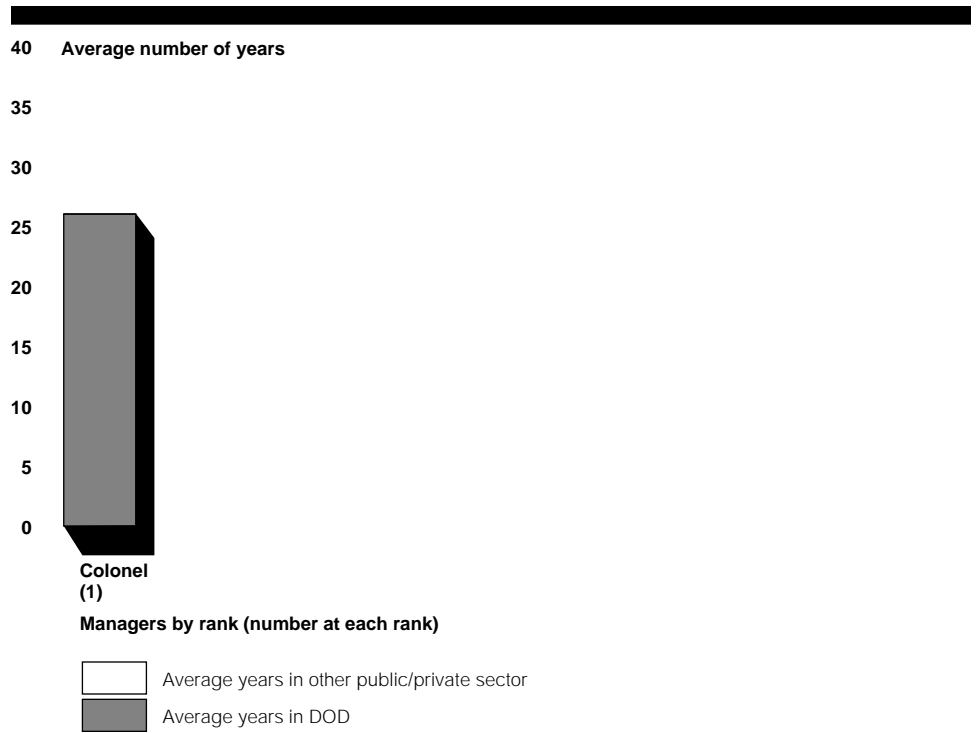 40 Average number of years
35
30
25
20
15
10
5
0
Colonel
(1)
Managers by rank (number at each rank)
Average years in other public/private sector
Average years in DOD